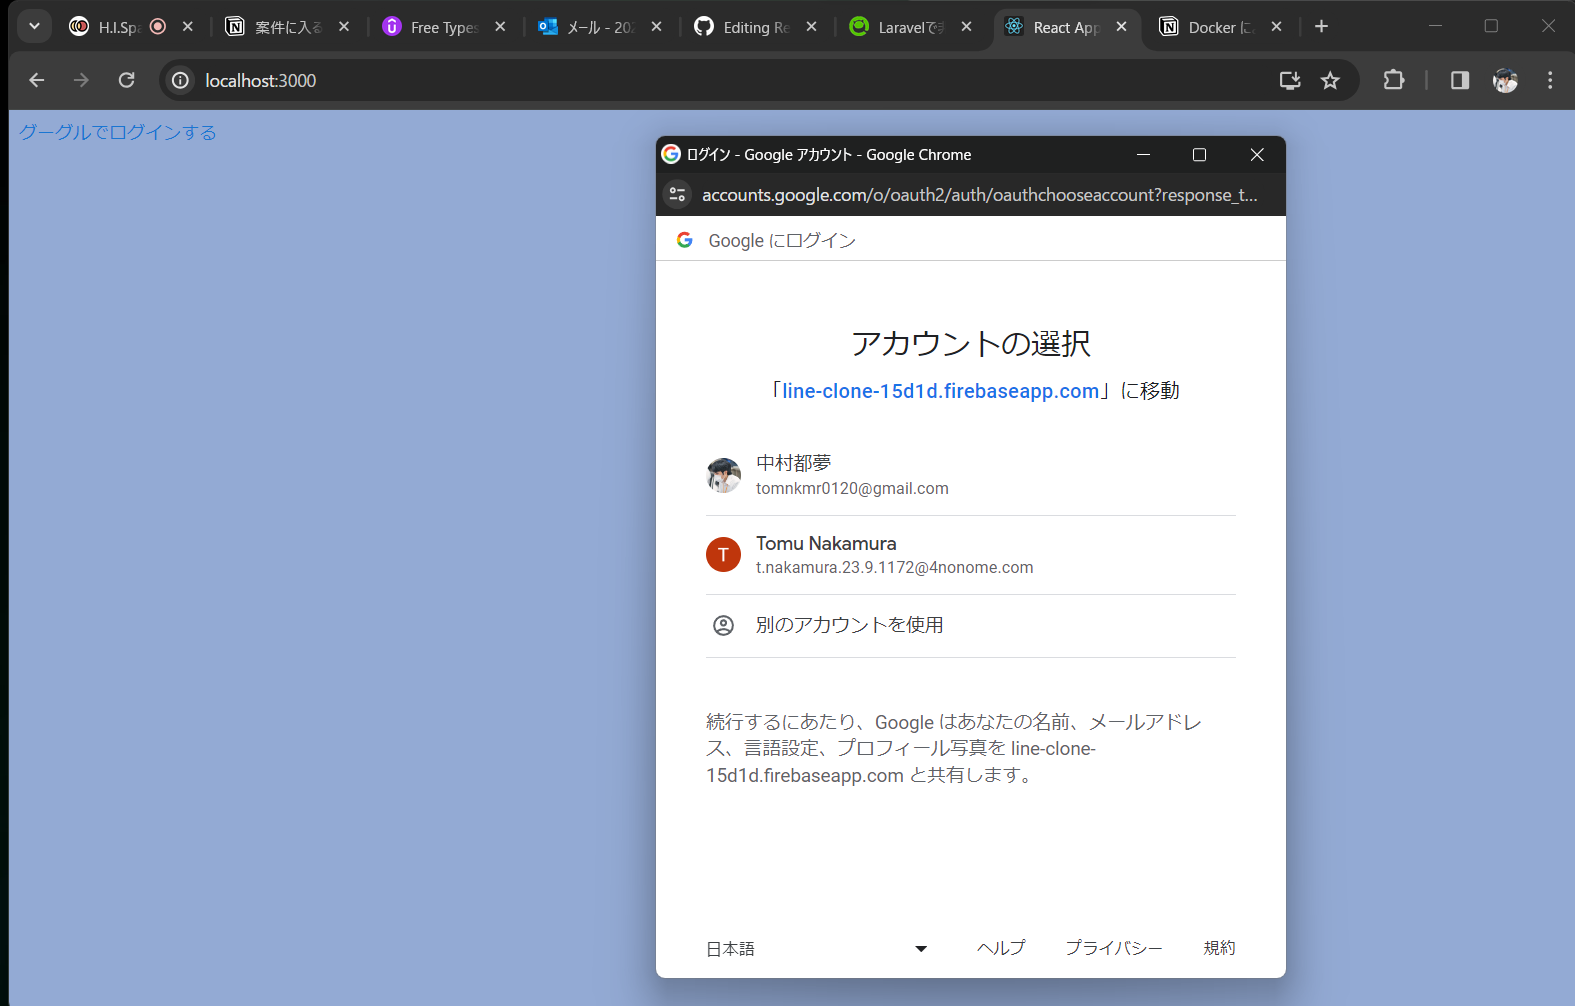 H.I.Spa
案件に入る
Free Types
メール - 202
Editing Re
Laravelでま
React App
Docker に
localhost:3000
グーグルでログインする
ログイン - Google アカウント - Google Chrome
accounts.google.com/o/oauth2/auth/oauthchooseaccount?response_t...
Google にログイン
アカウントの選択
「line-clone-15d1d.firebaseapp.com」に移動
中村都夢
tomnkmr0120@gmail.com
T
Tomu Nakamura
t.nakamura.23.9.1172@4nonome.com
別のアカウントを使用
続行するにあたり、Google はあなたの名前、メールアドレ
ス、言語設定、プロフィール写真を line-clone-
15d1d.firebaseapp.com と共有します。
日本語
ヘルプ
プライバシー
規約